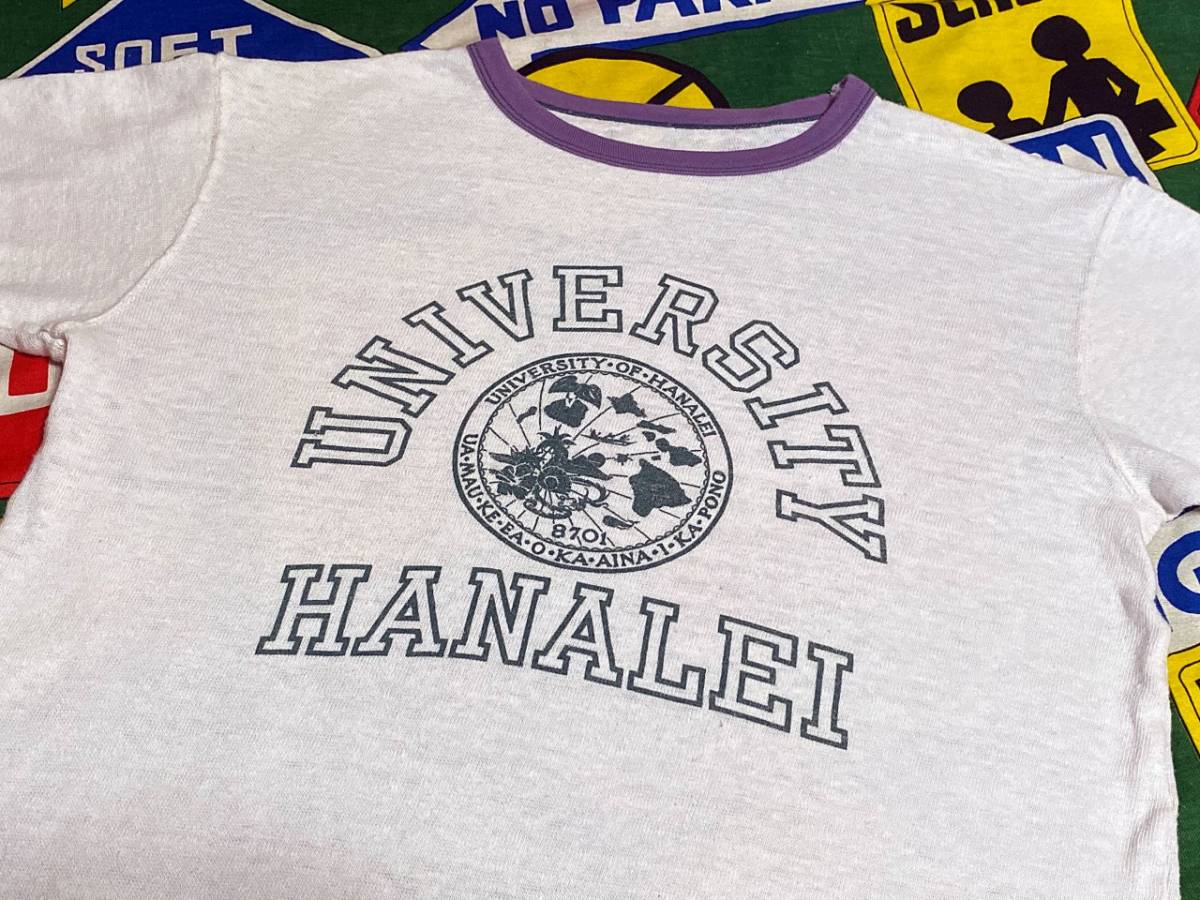 SOFT
NO PARK
UNIVERSITY
UNIVERSITY·OF·HANALEI
UA·MAU·KE·EA·O·KA·AINA·I·KA·PONO
8701
HANALEI